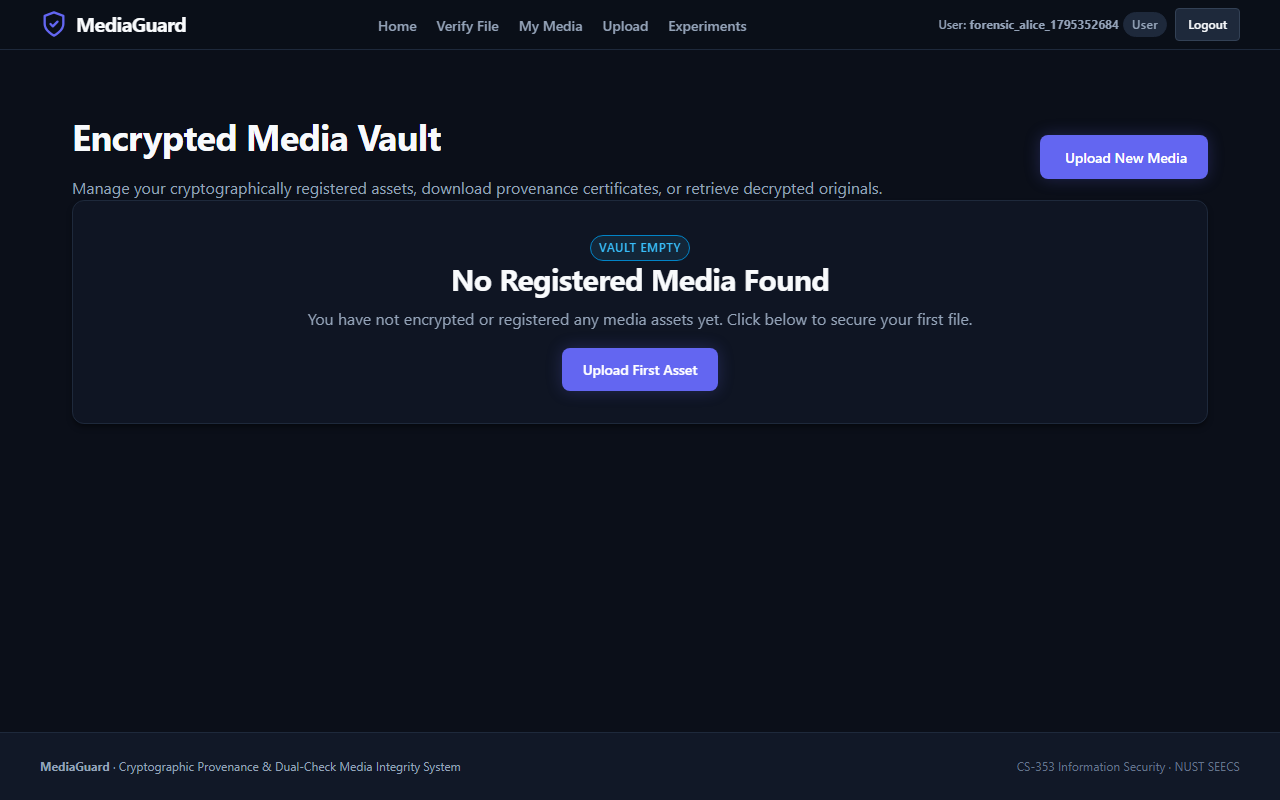 MediaGuard
Home Verify File My Media Upload Experiments
User: forensic_alice_1795352684 User Logout
Encrypted Media Vault
Upload New Media
Manage your cryptographically registered assets, download provenance certificates, or retrieve decrypted originals.
VAULT EMPTY
No Registered Media Found
You have not encrypted or registered any media assets yet. Click below to secure your first file.
Upload First Asset
MediaGuard · Cryptographic Provenance & Dual-Check Media Integrity System
CS-353 Information Security · NUST SEECS